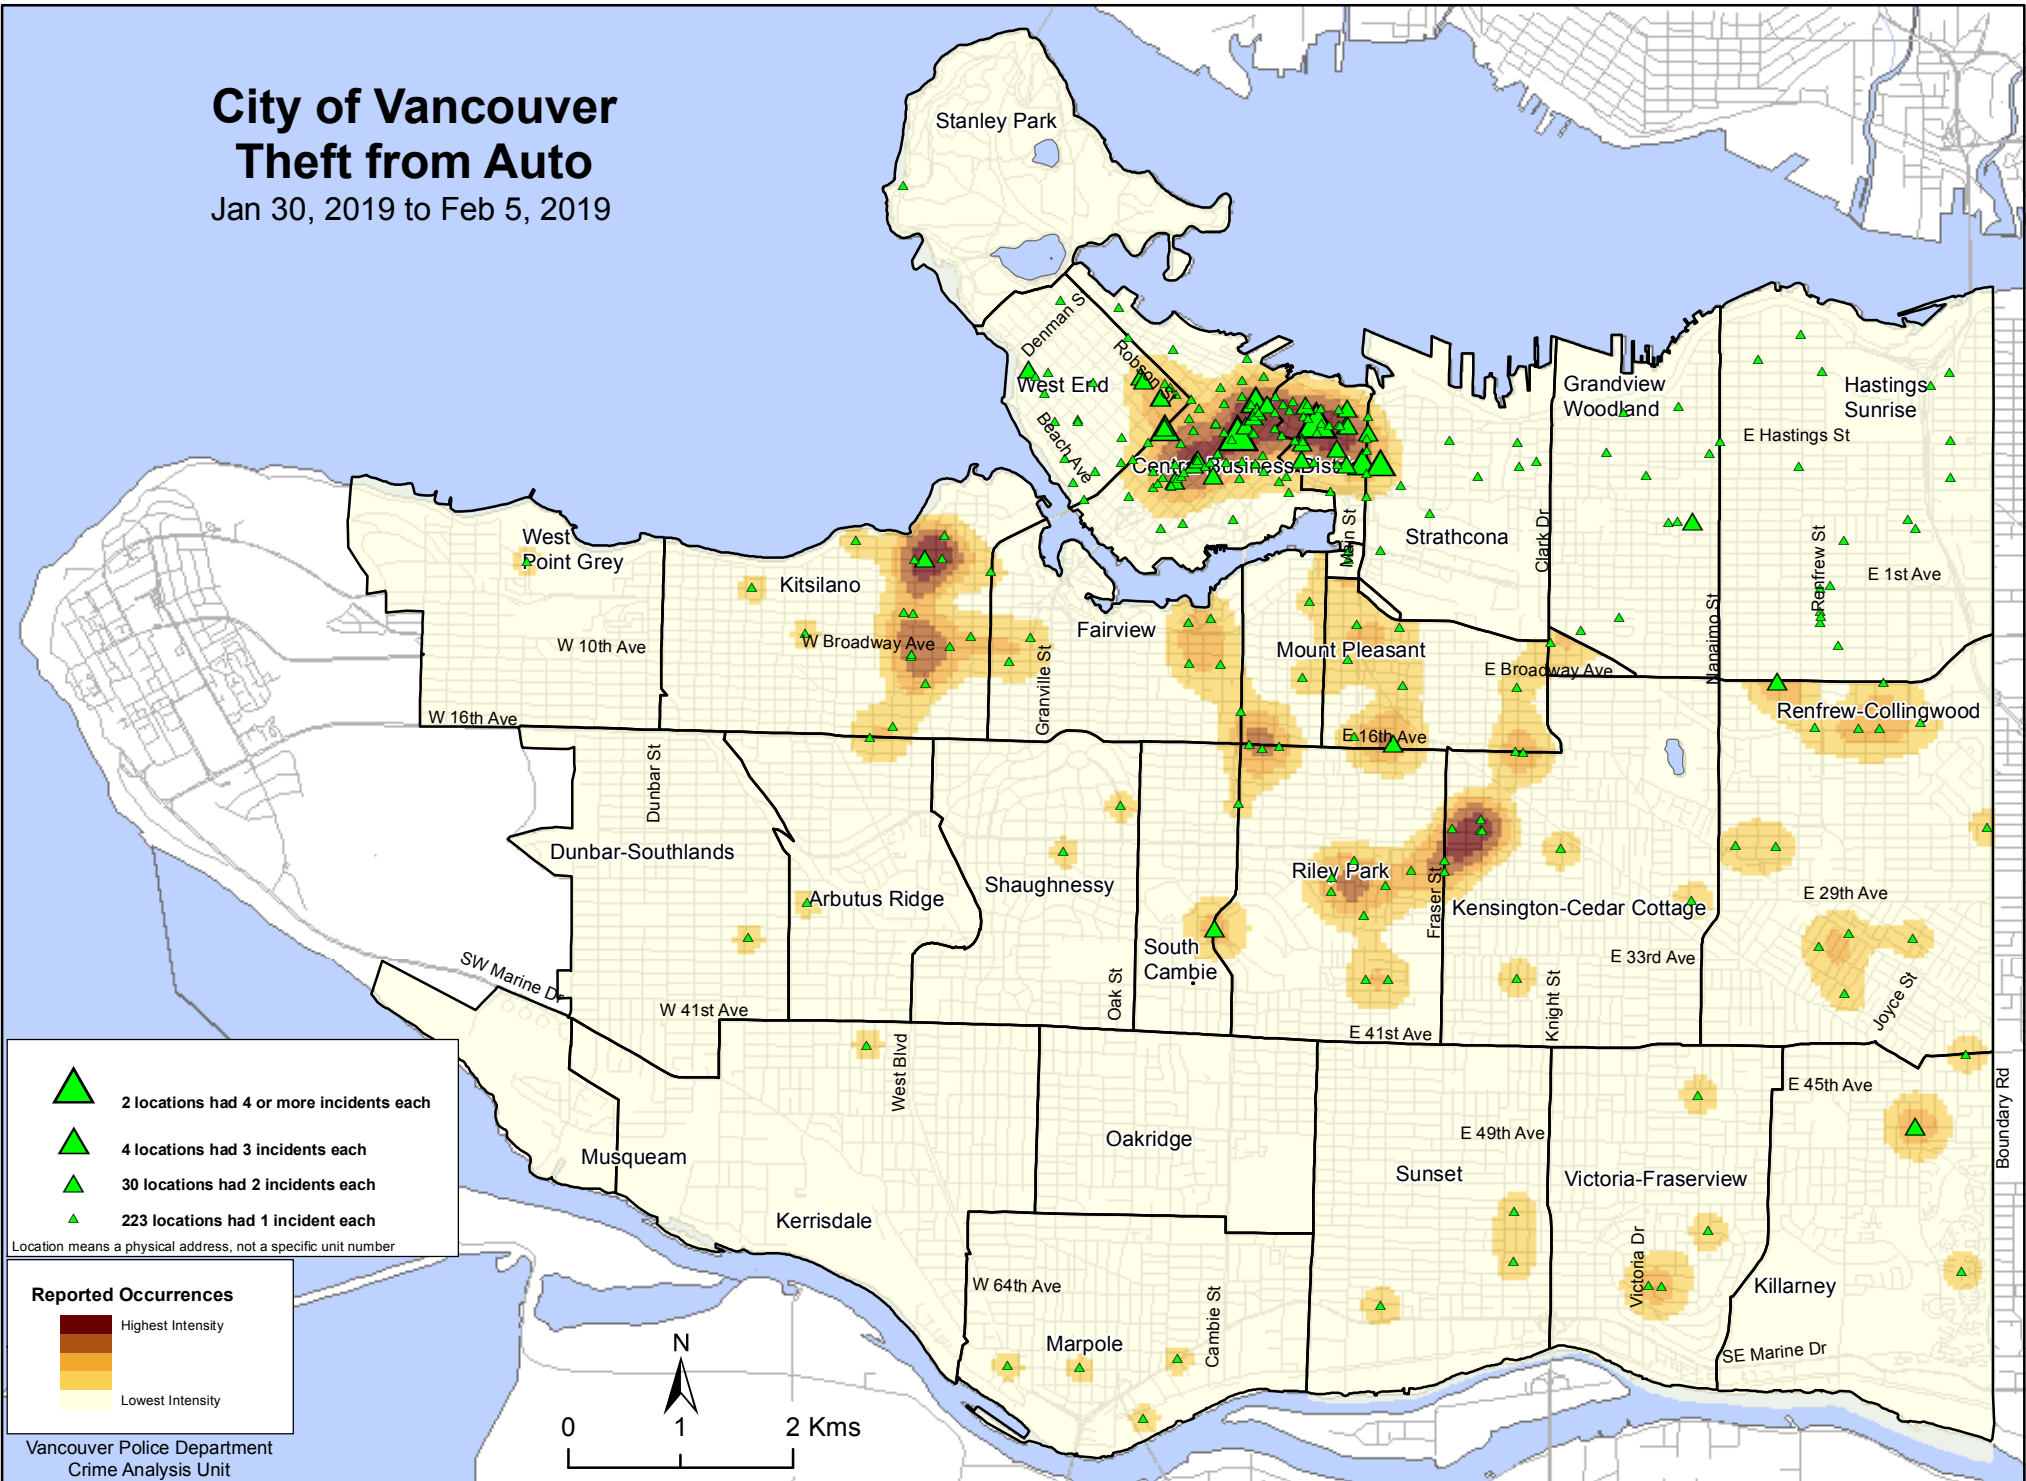 City of Vancouver
Theft from Auto
Jan 30, 2019 to Feb 5, 2019
Stanley Park
Denman S
Robson St
West End
Beach Ave
Central Business Dist
Grandview
Woodland
Hastings
Sunrise
E Hastings St
Strathcona
Main St
Clark Dr
Nanaimo St
Renfrew St
E 1st Ave
West
Point Grey
Kitsilano
W 10th Ave
W Broadway Ave
Fairview
Granville St
Mount Pleasant
E Broadway Ave
W 16th Ave
E 16th Ave
Renfrew-Collingwood
Dunbar St
Dunbar-Southlands
Arbutus Ridge
Shaughnessy
Riley Park
Fraser St
Kensington-Cedar Cottage
E 29th Ave
South
Cambie
E 33rd Ave
SW Marine Dr
Oak St
Knight St
Joyce St
W 41st Ave
E 41st Ave
West Blvd
E 45th Ave
Boundary Rd
Musqueam
Oakridge
E 49th Ave
Sunset
Victoria-Fraserview
Kerrisdale
Victoria Dr
W 64th Ave
Killarney
Marpole
Cambie St
SE Marine Dr
2 locations had 4 or more incidents each
4 locations had 3 incidents each
30 locations had 2 incidents each
223 locations had 1 incident each
Location means a physical address, not a specific unit number
Reported Occurrences
Highest Intensity
Lowest Intensity
Vancouver Police Department
Crime Analysis Unit
N
0 1 2 Kms